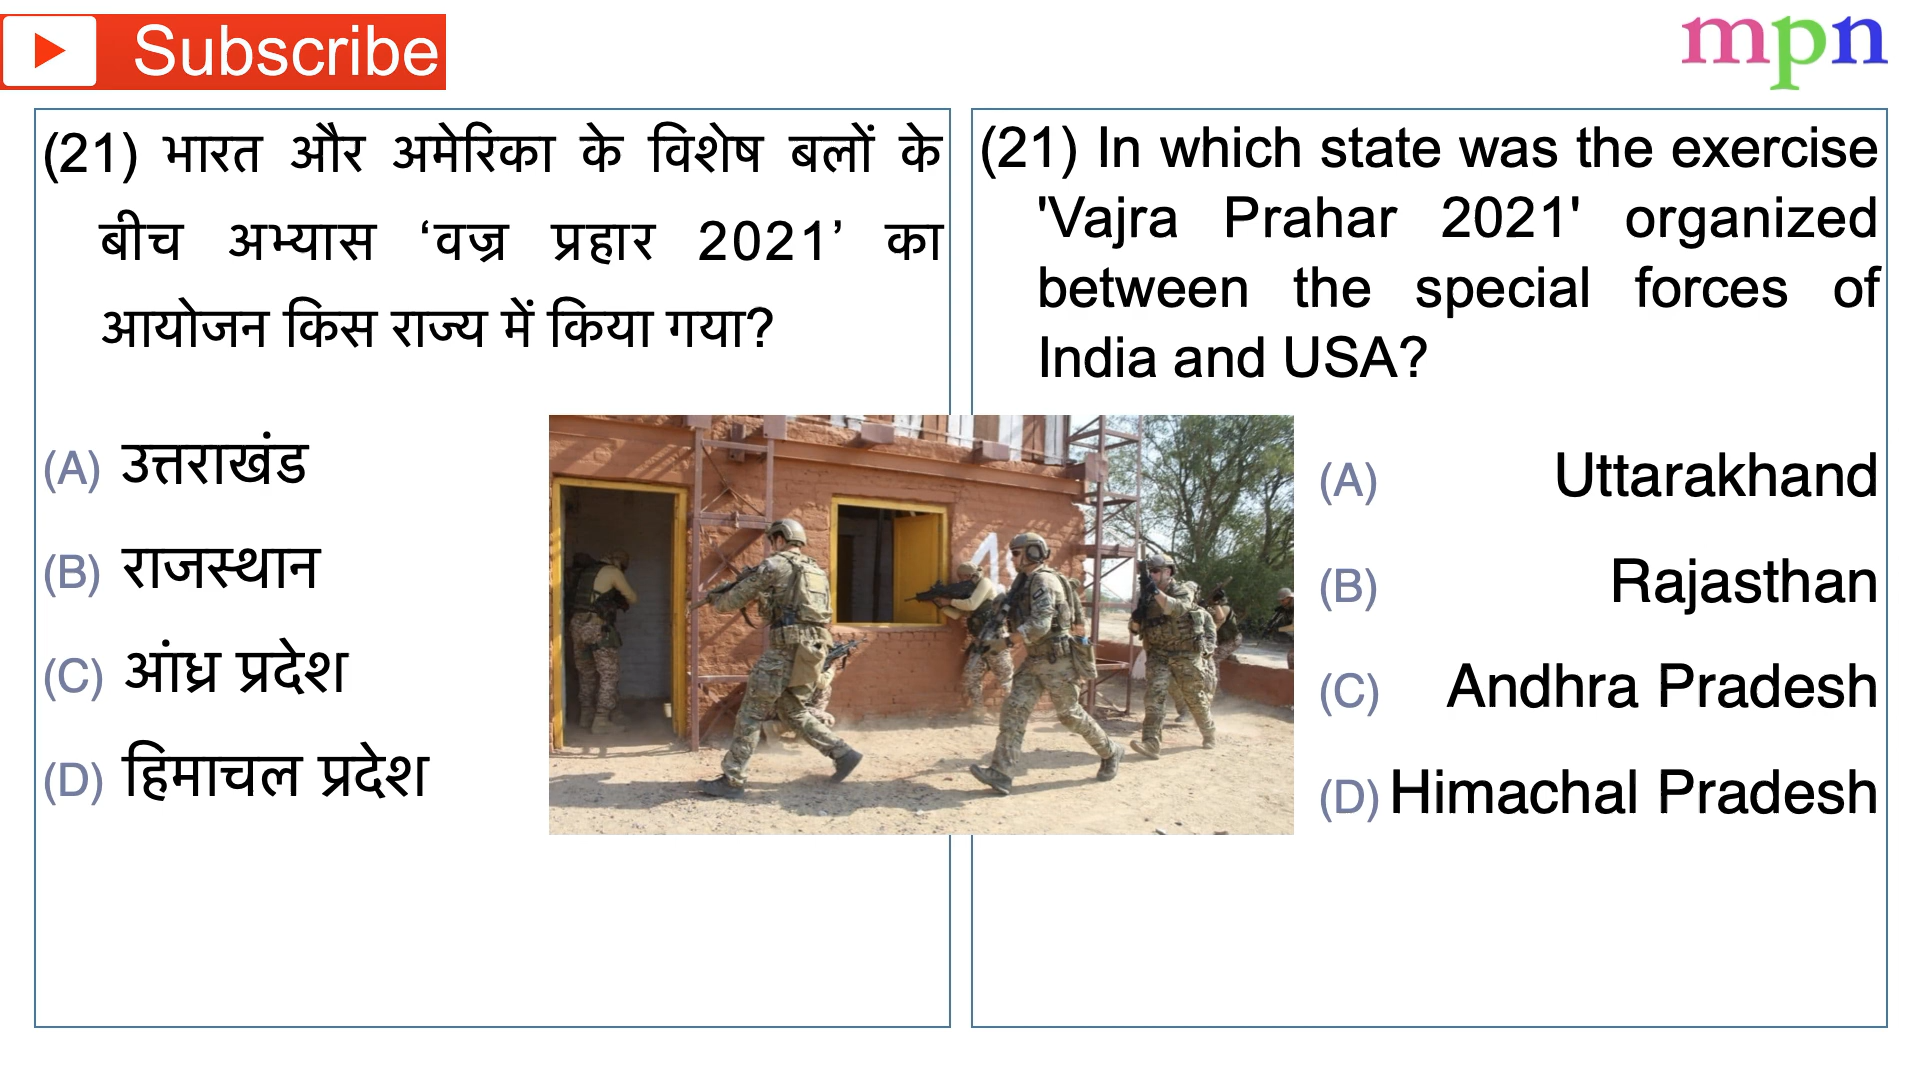 Subscribe
mpn
(21) भारत और अमेरिका के विशेष बलों के
बीच अभ्यास ‘वज्र प्रहार 2021’ का
आयोजन किस राज्य में किया गया?
(A) उत्तराखंड
(B) राजस्थान
(C) आंध्र प्रदेश
(D) हिमाचल प्रदेश
(21) In which state was the exercise
'Vajra Prahar 2021' organized
between the special forces of
India and USA?
(A) Uttarakhand
(B) Rajasthan
(C) Andhra Pradesh
(D) Himachal Pradesh